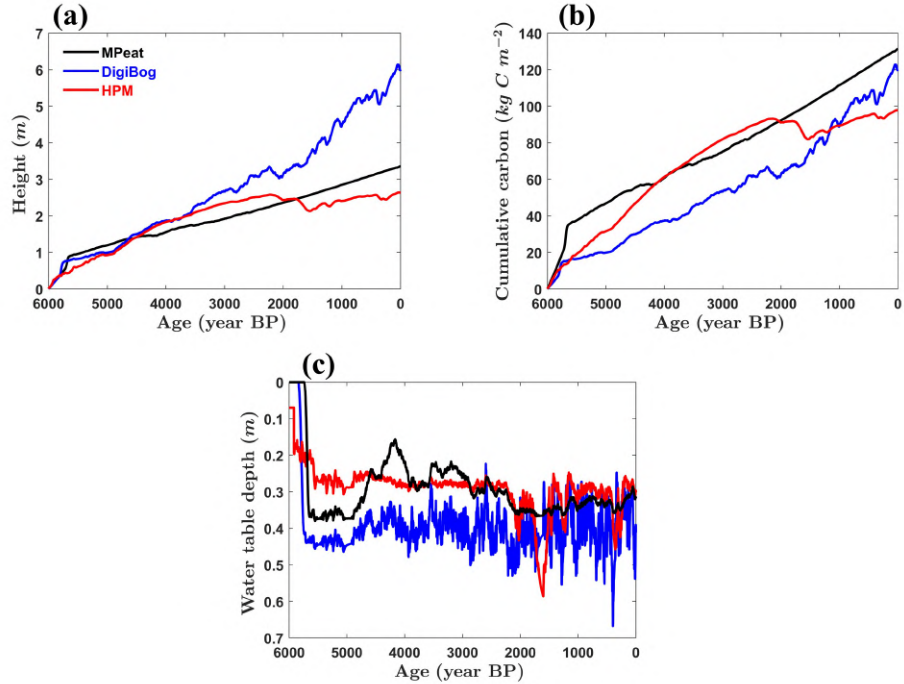 (a)
7
6
5
4
3
2
1
0
Height (m)
MPeat
DigiBog
HPM
6000 5000 4000 3000 2000 1000 0
Age (year BP)
(b)
140
120
100
80
60
40
20
0
Cumulative carbon (kg C m⁻²)
6000 5000 4000 3000 2000 1000 0
Age (year BP)
(c)
0
0.1
0.2
0.3
0.4
0.5
0.6
0.7
Water table depth (m)
6000 5000 4000 3000 2000 1000 0
Age (year BP)